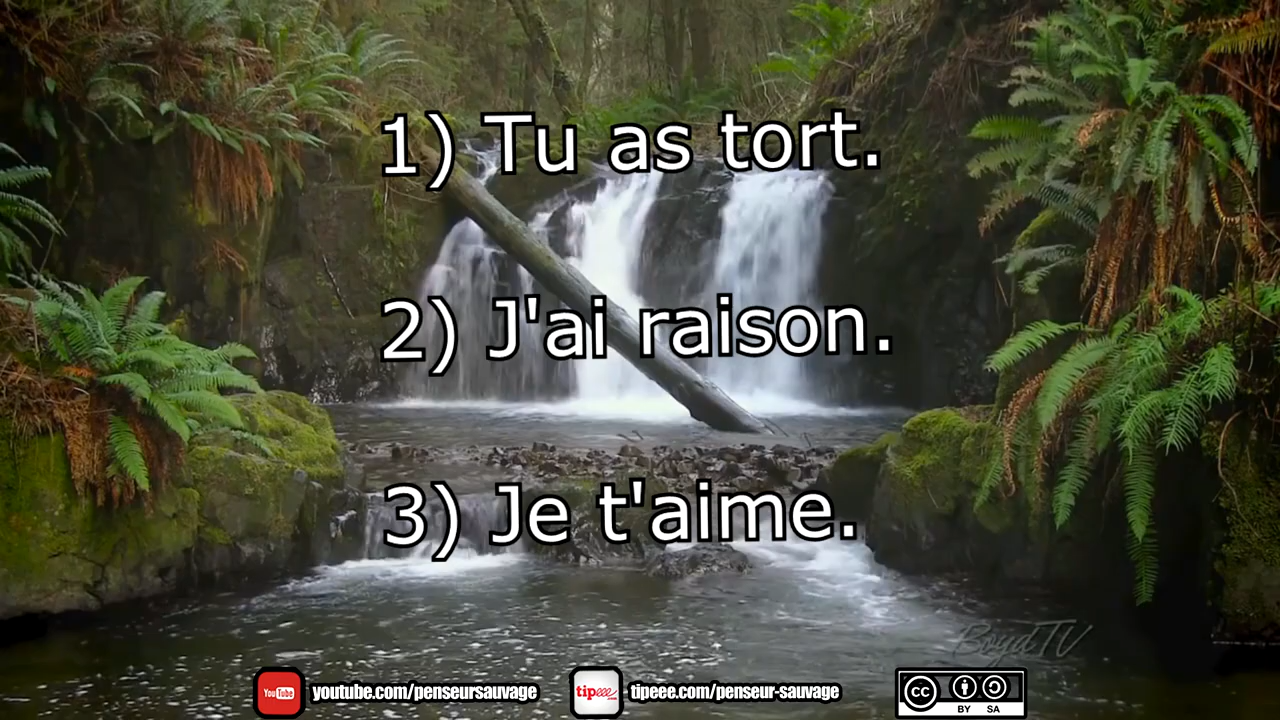 1) Tu as tort.
2) J'ai raison.
3) Je t'aime.
BoydTV
YouTube youtube.com/penseursauvage tipeee tipeee.com/penseur-sauvage cc
BY SA